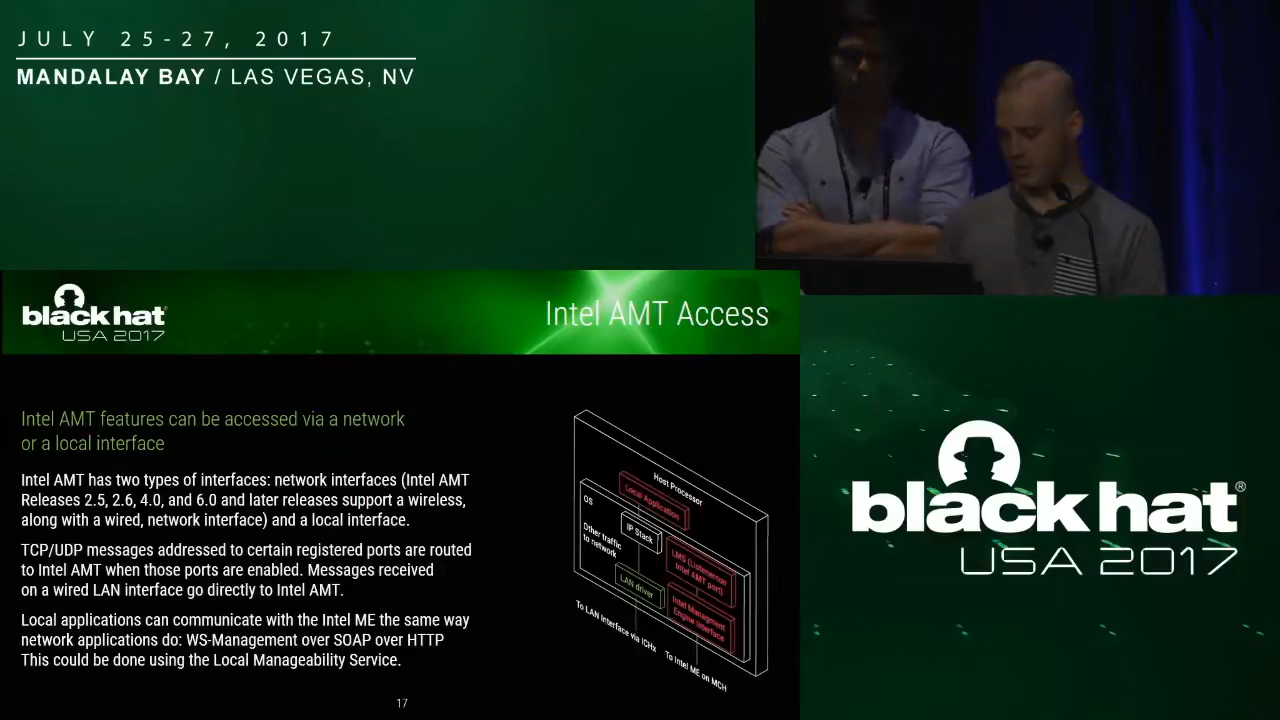 JULY 25-27, 2017
MANDALAY BAY / LAS VEGAS, NV
black hat
USA 2017
Intel AMT Access
Intel AMT features can be accessed via a network
or a local interface
Intel AMT has two types of interfaces: network interfaces (Intel AMT
Releases 2.5, 2.6, 4.0, and 6.0 and later releases support a wireless,
along with a wired, network interface) and a local interface.
TCP/UDP messages addressed to certain registered ports are routed
to Intel AMT when those ports are enabled. Messages received
on a wired LAN interface go directly to Intel AMT.
Local applications can communicate with the Intel ME the same way
network applications do: WS-Management over SOAP over HTTP
This could be done using the Local Manageability Service.
Host Processor
Local Application
OS
IP Stack
Other traffic
to network
LMS (Listener on
Intel AMT port)
LAN driver
Intel Managment
Engine Interface
To LAN Interface via ICHx
To Intel ME on MCH
17
black hat®
USA 2017